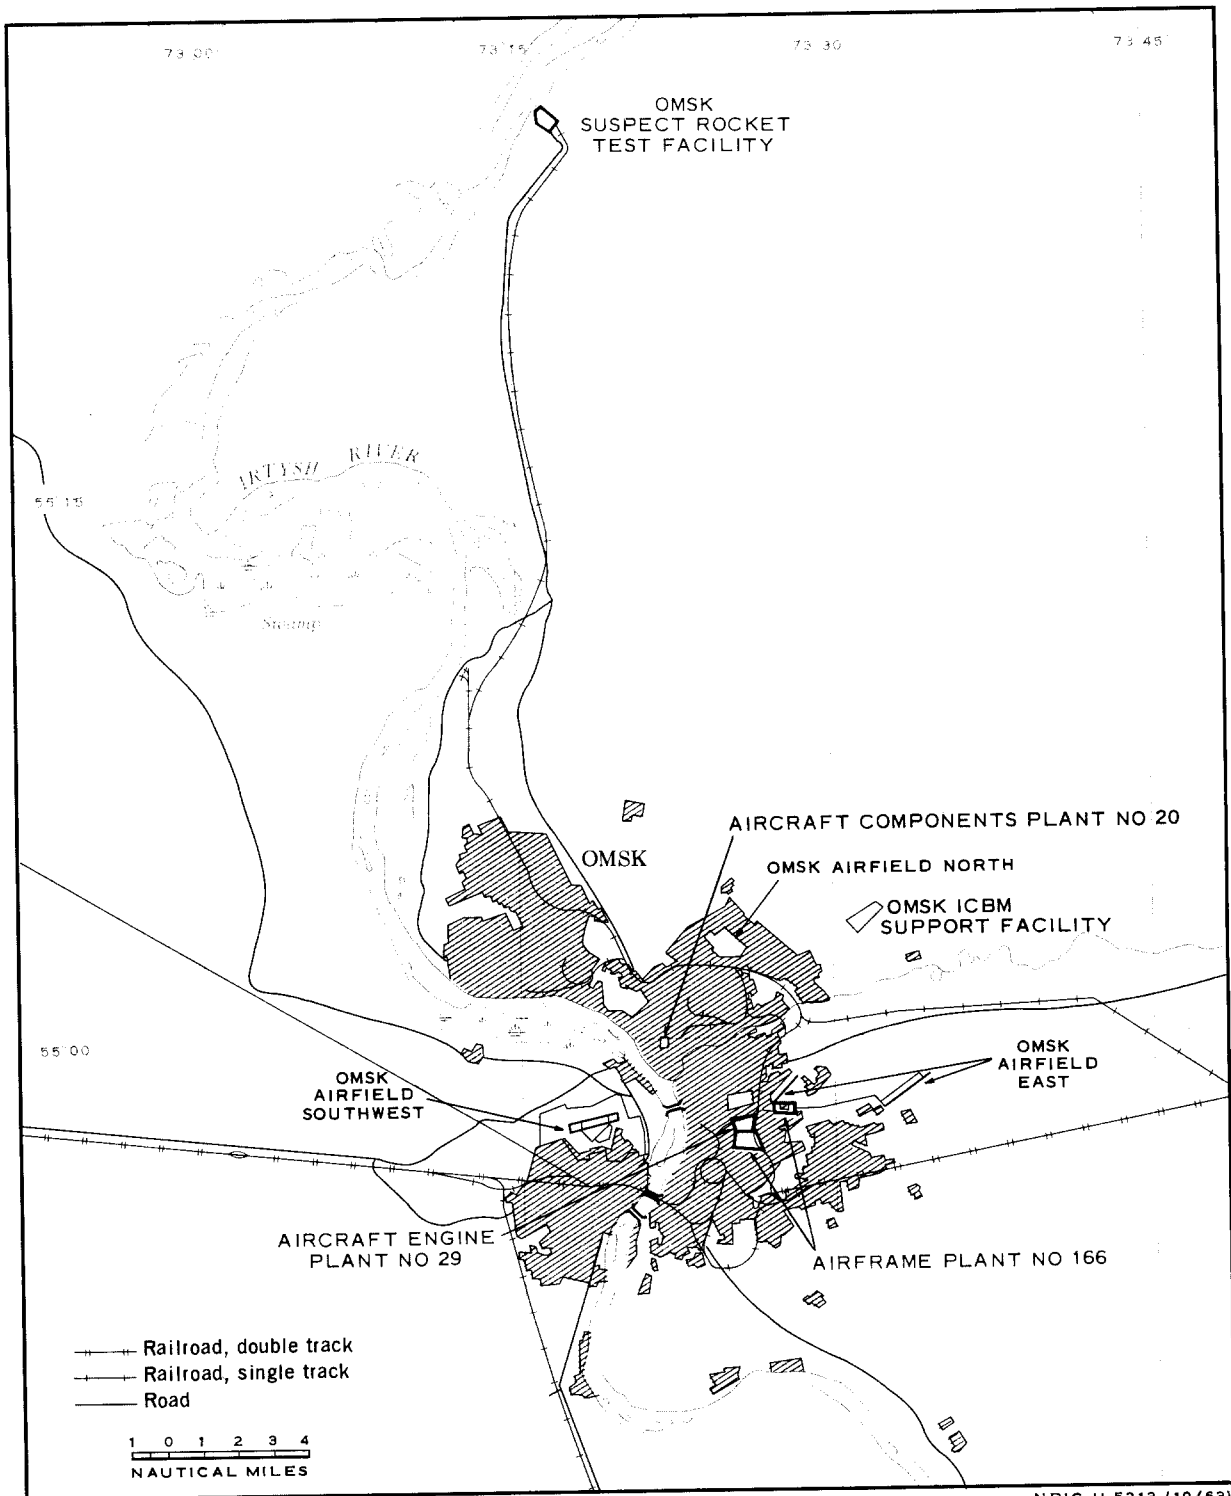 73 00'
73 15'
73 30
73 45'
OMSK
SUSPECT ROCKET
TEST FACILITY
IRTYSH RIVER
55 15
Swamp
AIRCRAFT COMPONENTS PLANT NO 20
OMSK
OMSK AIRFIELD NORTH
OMSK ICBM
SUPPORT FACILITY
55 00
OMSK
AIRFIELD
SOUTHWEST
OMSK
AIRFIELD
EAST
AIRCRAFT ENGINE
PLANT NO 29
AIRFRAME PLANT NO 166
Railroad, double track
Railroad, single track
Road
1 0 1 2 3 4
NAUTICAL MILES